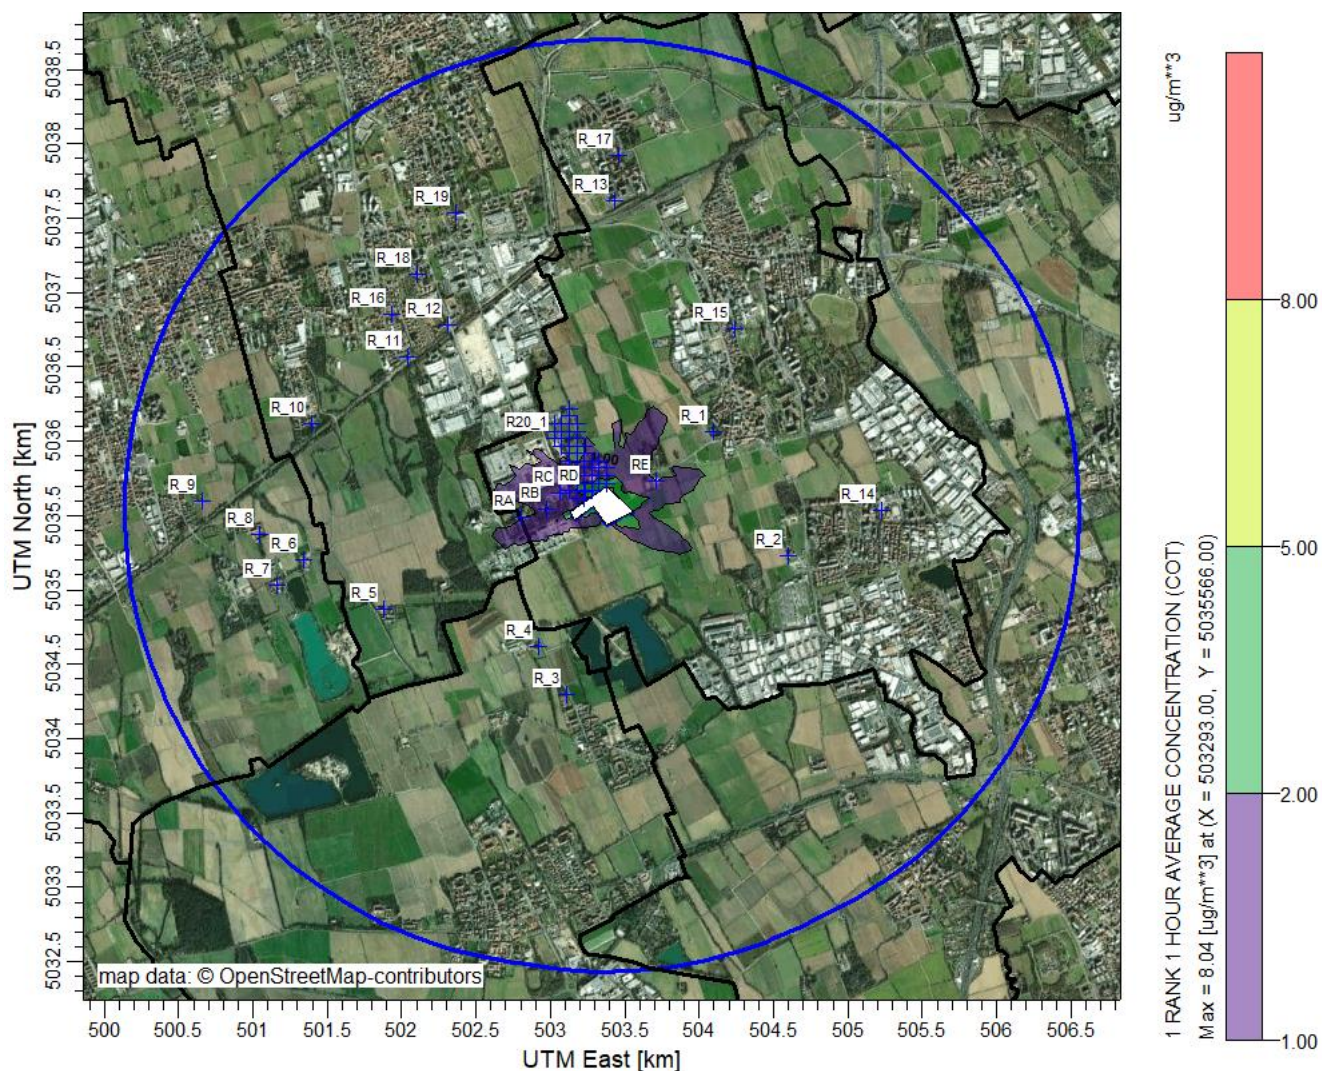 ug/m**3
8.00
5.00
2.00
1.00
1 RANK 1 HOUR AVERAGE CONCENTRATION (COT)
Max = 8.04 [ug/m**3] at (X = 503293.00, Y = 5035566.00)
UTM North [km]
5038.5
5038
5037.5
5037
5036.5
5036
5035.5
5035
5034.5
5034
5033.5
5033
5032.5
R_17
R_13
R_19
R_18
R_16
R_12
R_11
R_15
R_10
R20_1
R_1
R_9
RC
RD
RE
RA
RB
R_14
R_8
R_6
R_7
R_2
R_5
R_4
R_3
map data: © OpenStreetMap-contributors
500 500.5 501 501.5 502 502.5 503 503.5 504 504.5 505 505.5 506 506.5
UTM East [km]